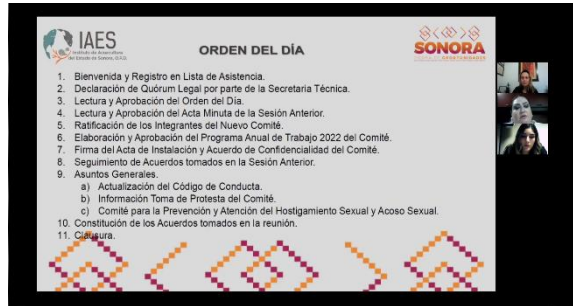 IAES
Instituto de Acuacultura
del Estado de Sonora, O.P.D.
ORDEN DEL DÍA
SONORA
TIERRA DE OPORTUNIDADES
1. Bienvenida y Registro en Lista de Asistencia.
2. Declaración de Quórum Legal por parte de la Secretaria Técnica.
3. Lectura y Aprobación del Orden del Día.
4. Lectura y Aprobación del Acta Minuta de la Sesión Anterior.
5. Ratificación de los Integrantes del Nuevo Comité.
6. Elaboración y Aprobación del Programa Anual de Trabajo 2022 del Comité.
7. Firma del Acta de Instalación y Acuerdo de Confidencialidad del Comité.
8. Seguimiento de Acuerdos tomados en la Sesión Anterior.
9. Asuntos Generales.
a) Actualización del Código de Conducta.
b) Información Toma de Protesta del Comité.
c) Comité para la Prevención y Atención del Hostigamiento Sexual y Acoso Sexual.
10. Constitución de los Acuerdos tomados en la reunión.
11. Clausura.